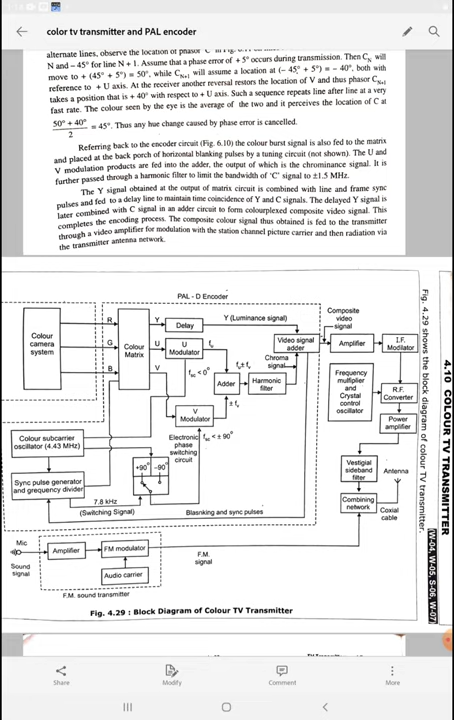 color tv transmitter and PAL encoder
alternate lines, observe the location of phasor
N and – 45° for line N + 1. Assume that a phase error of + 5° occurs during transmission. Then C_N will
move to + (45° + 5°) = 50°, while C_N+1 will assume a location at (– 45° + 5°) = – 40°, both with
reference to + U axis. At the receiver another reversal restores the location of V and thus phasor C_N+1
takes a position that is + 40° with respect to + U axis. Such a sequence repeats line after line at a very
fast rate. The colour seen by the eye is the average of the two and it perceives the location of C at
50° + 40°
2
= 45°. Thus any hue change caused by phase error is cancelled.
Referring back to the encoder circuit (Fig. 6.10) the colour burst signal is also fed to the matrix
and placed at the back porch of horizontal blanking pulses by a tuning circuit (not shown). The U and
V modulation products are fed into the adder, the output of which is the chrominance signal. It is
further passed through a harmonic filter to limit the bandwidth of 'C' signal to ±1.5 MHz.
The Y signal obtained at the output of matrix circuit is combined with line and frame sync
pulses and fed to a delay line to maintain time coincidence of Y and C signals. The delayed Y signal is
later combined with C signal in an adder circuit to form colourplexed composite video signal. This
completes the encoding process. The composite colour signal thus obtained is fed to the transmitter
through a video amplifier for modulation with the station channel picture carrier and then radiation via
the transmitter antenna network.
4.10 COLOUR TV TRANSMITTER
[W-04, W-05, S-06, W-07]
Fig. 4.29 shows the block diagram of colour TV transmitter.
PAL - D Encoder
Colour
camera
system
R
G
B
Colour
Matrix
Y
U
V
Delay
Y (Luminance signal)
U
Modulator
Video signal
adder
Composite
video
signal
Amplifier
I.F.
Modlator
Chroma
signal
Adder
Harmonic
filter
V
Modulator
Frequency
multiplier
and
Crystal
control
oscillator
R.F.
Converter
Power
amplifier
Colour subcarrier
oscillator (4.43 MHz)
Electronic
phase
switching
circuit
+90°
-90°
Vestigial
sideband
filter
Antenna
Sync pulse generator
and grequency divider
7.8 kHz
(Switching Signal)
Blasnking and sync pulses
Combining
network
Coxial
cable
Mic
Sound
signal
Amplifier
FM modulator
Audio carrier
F.M.
signal
F.M. sound transmitter
Fig. 4.29 : Block Diagram of Colour TV Transmitter
Share
Modify
Comment
More